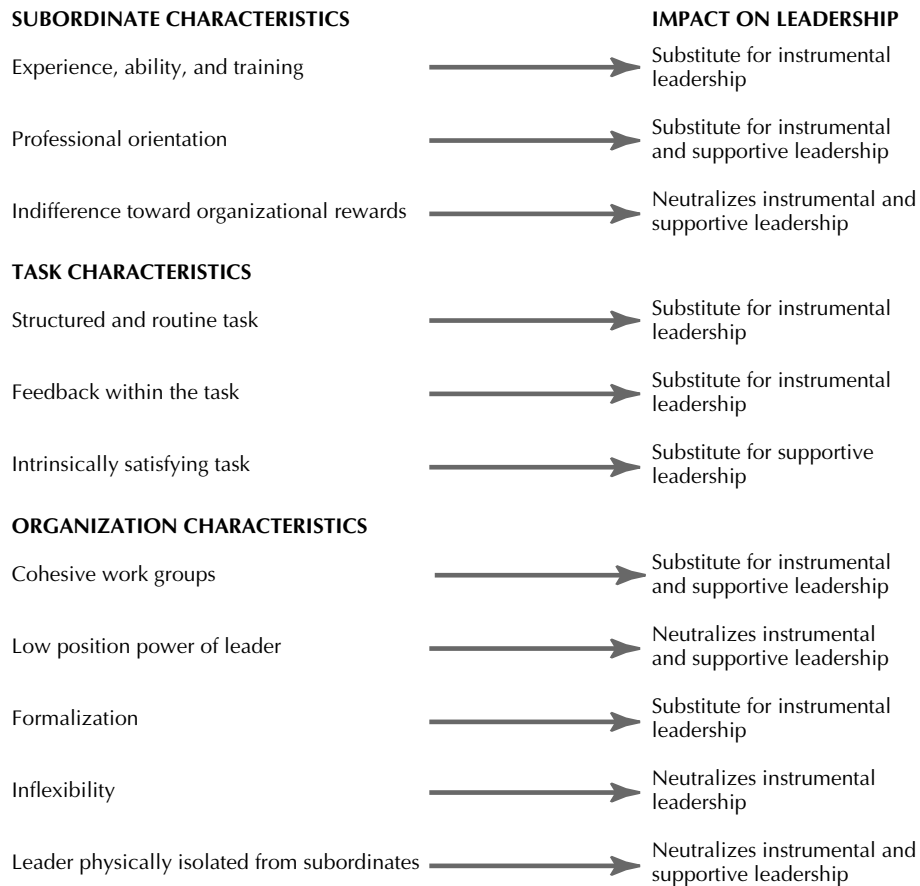 SUBORDINATE CHARACTERISTICS IMPACT ON LEADERSHIP
Experience, ability, and training Substitute for instrumental
leadership
Professional orientation Substitute for instrumental
and supportive leadership
Indifference toward organizational rewards Neutralizes instrumental and
supportive leadership
TASK CHARACTERISTICS
Structured and routine task Substitute for instrumental
leadership
Feedback within the task Substitute for instrumental
leadership
Intrinsically satisfying task Substitute for supportive
leadership
ORGANIZATION CHARACTERISTICS
Cohesive work groups Substitute for instrumental
and supportive leadership
Low position power of leader Neutralizes instrumental
and supportive leadership
Formalization Substitute for instrumental
leadership
Inflexibility Neutralizes instrumental
leadership
Leader physically isolated from subordinates Neutralizes instrumental and
supportive leadership